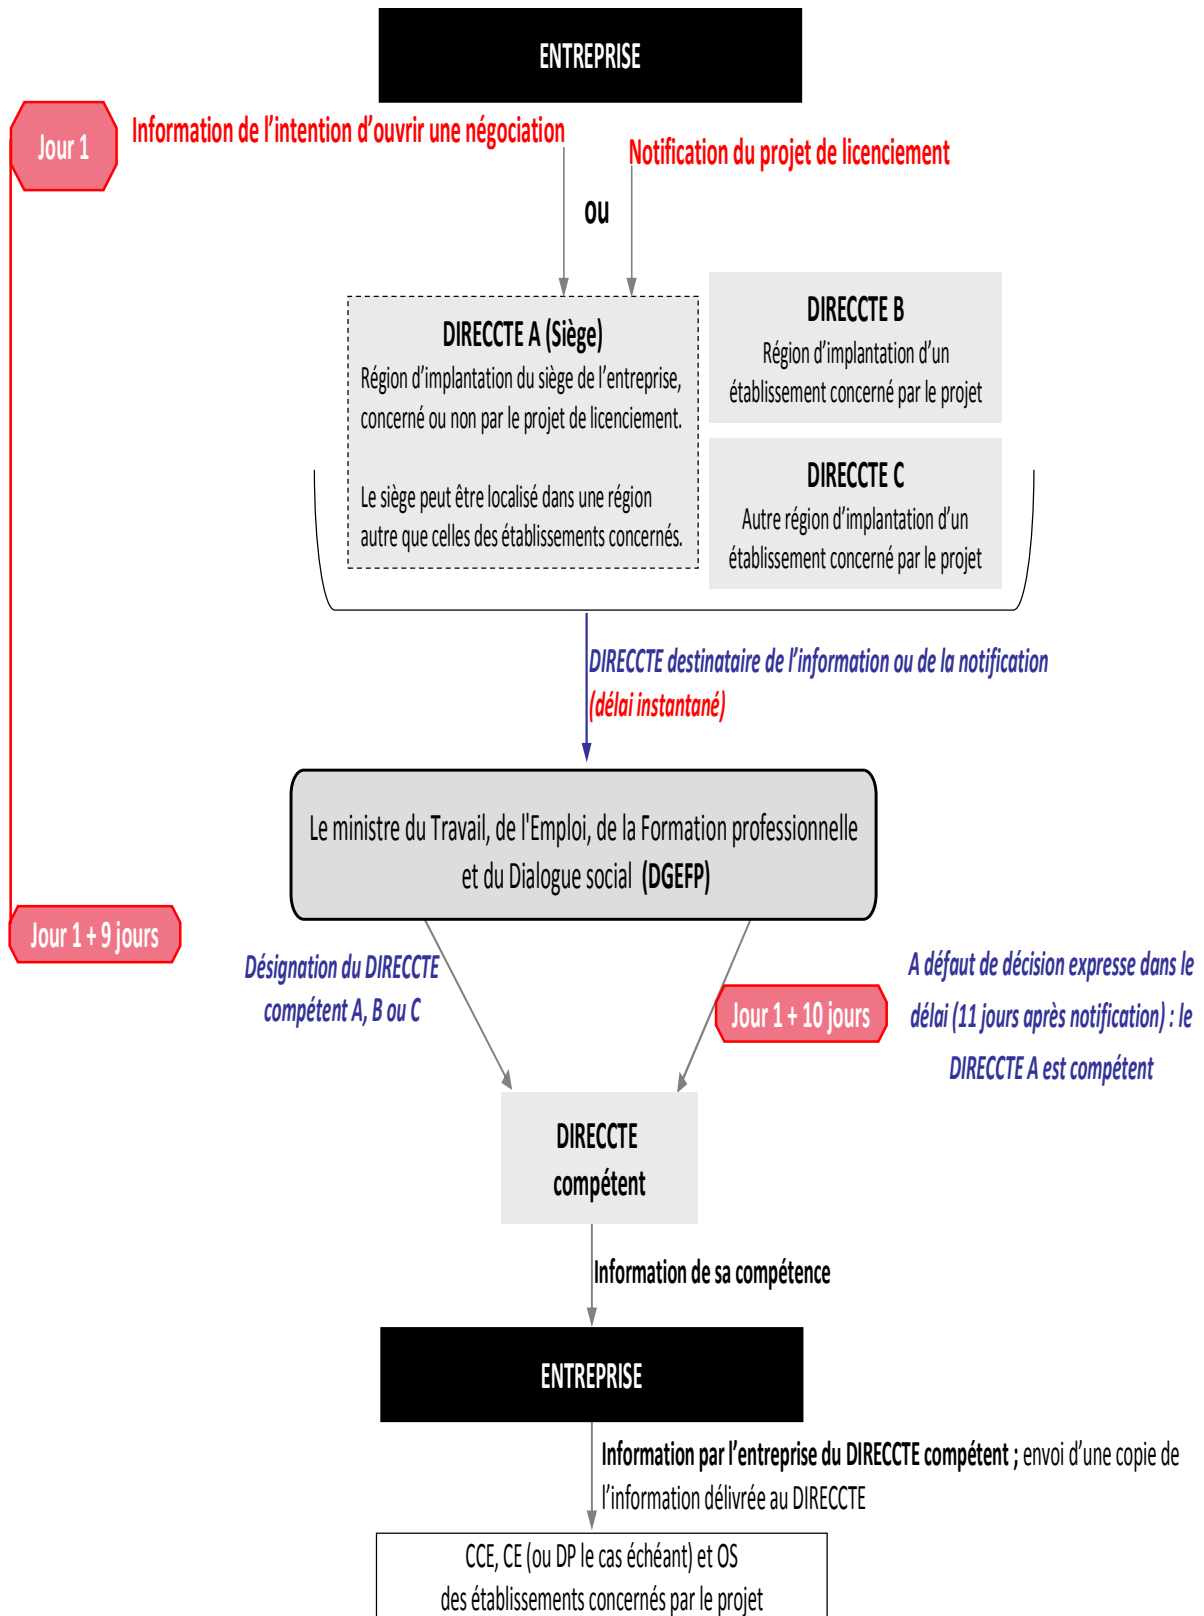 ENTREPRISE
Jour 1
Information de l’intention d’ouvrir une négociation
Notification du projet de licenciement
ou
DIRECCTE A (Siège)
Région d’implantation du siège de l’entreprise,
concerné ou non par le projet de licenciement.
Le siège peut être localisé dans une région
autre que celles des établissements concernés.
DIRECCTE B
Région d’implantation d’un
établissement concerné par le projet
DIRECCTE C
Autre région d’implantation d’un
établissement concerné par le projet
DIRECCTE destinataire de l’information ou de la notification
(délai instantané)
Le ministre du Travail, de l'Emploi, de la Formation professionnelle
et du Dialogue social (DGEFP)
Jour 1 + 9 jours
Désignation du DIRECCTE
compétent A, B ou C
Jour 1 + 10 jours
A défaut de décision expresse dans le
délai (11 jours après notification) : le
DIRECCTE A est compétent
DIRECCTE
compétent
Information de sa compétence
ENTREPRISE
Information par l’entreprise du DIRECCTE compétent ; envoi d’une copie de
l’information délivrée au DIRECCTE
CCE, CE (ou DP le cas échéant) et OS
des établissements concernés par le projet